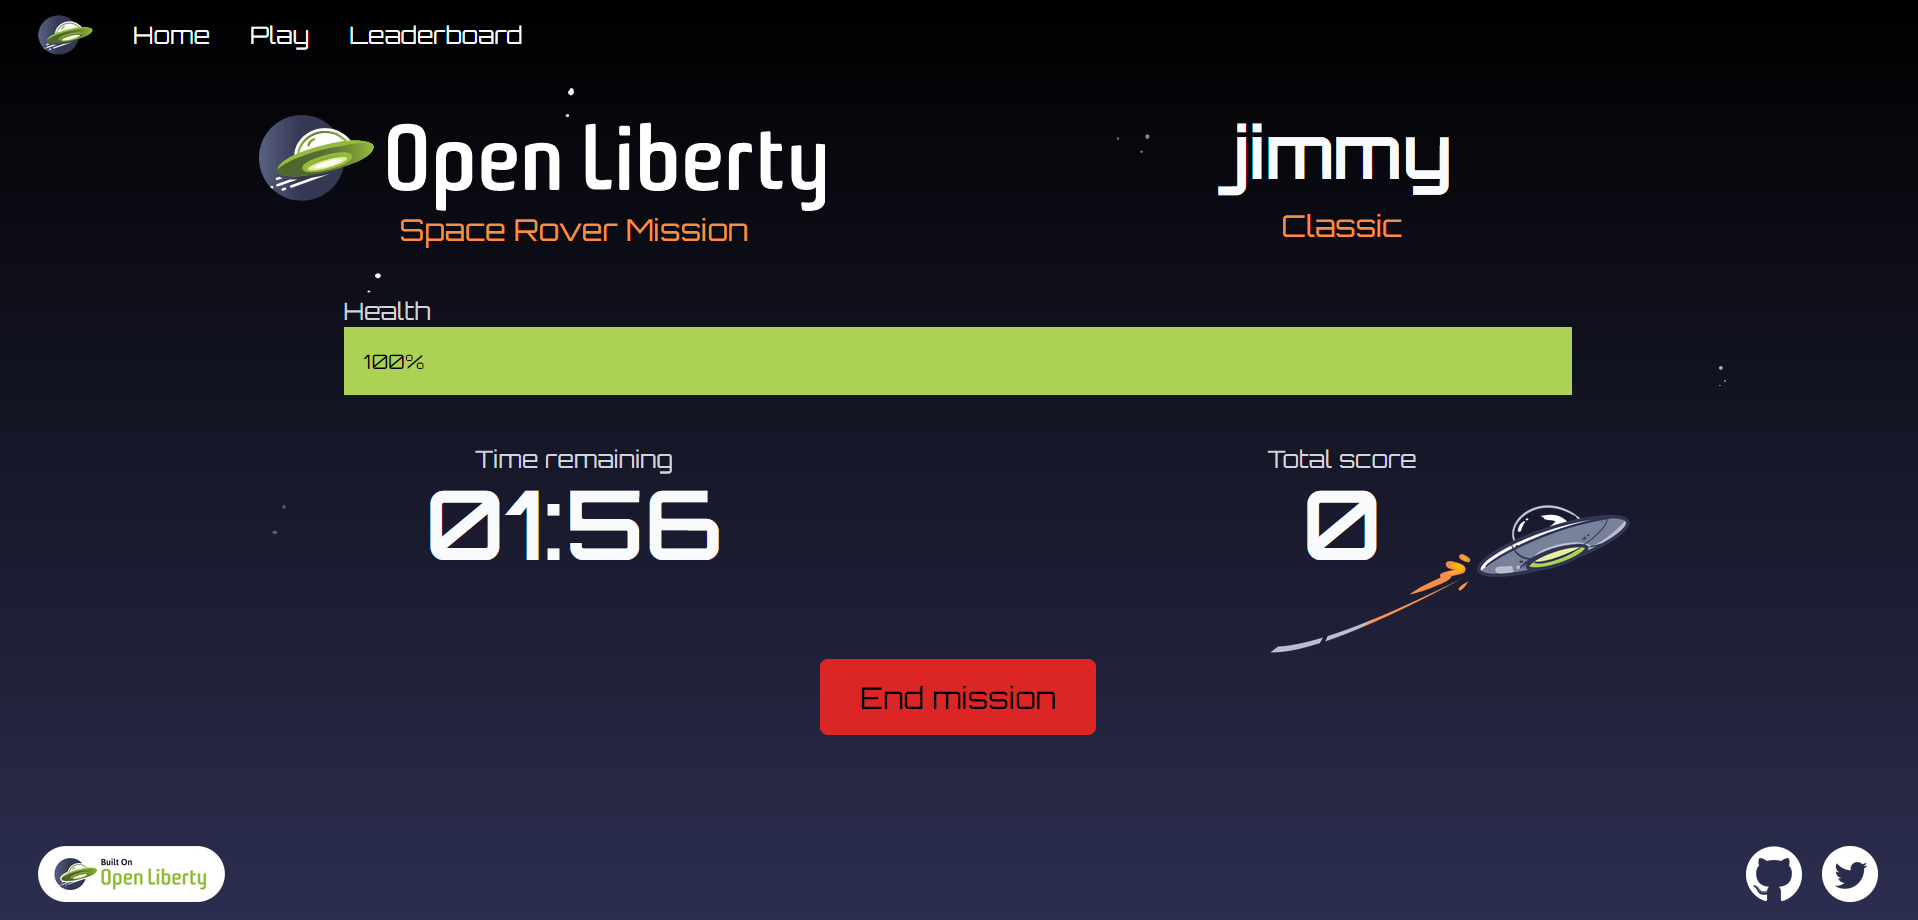 Home Play Leaderboard
Open Liberty
Space Rover Mission
jimmy
Classic
Health
100%
Time remaining
01:56
Total score
0
End mission
Built On
Open Liberty